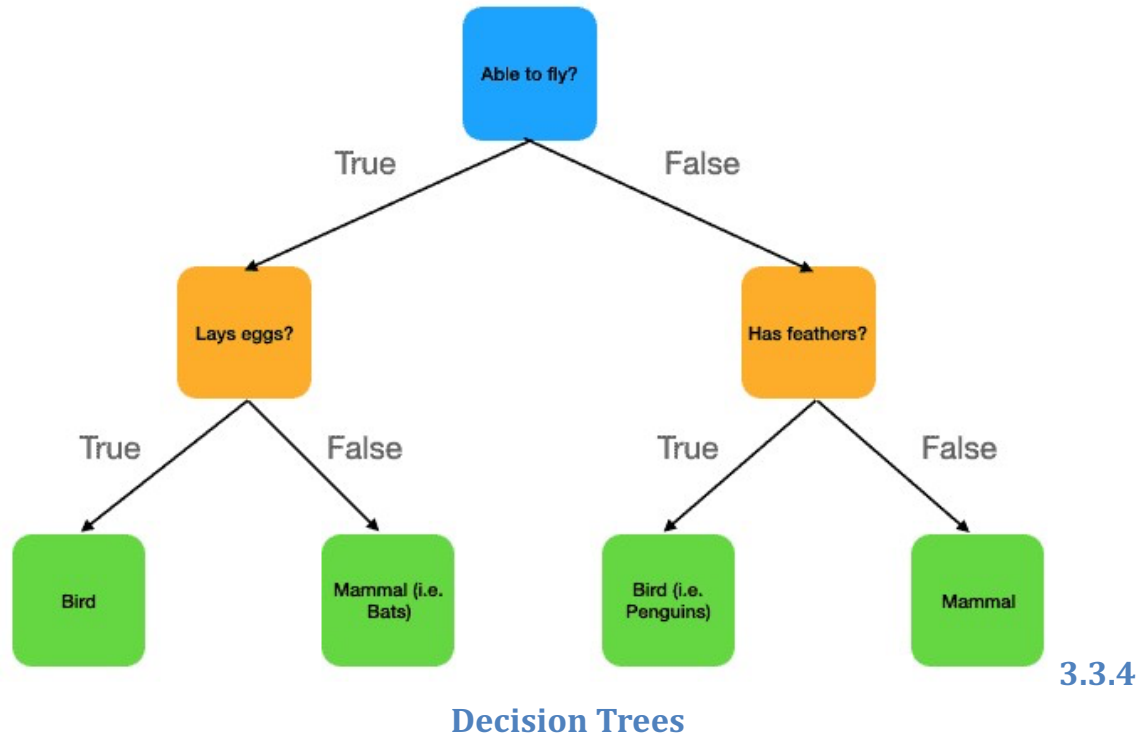 Able to fly?
True
False
Lays eggs?
Has feathers?
True
False
True
False
Bird
Mammal (i.e.
Bats)
Bird (i.e.
Penguins)
Mammal
3.3.4
Decision Trees